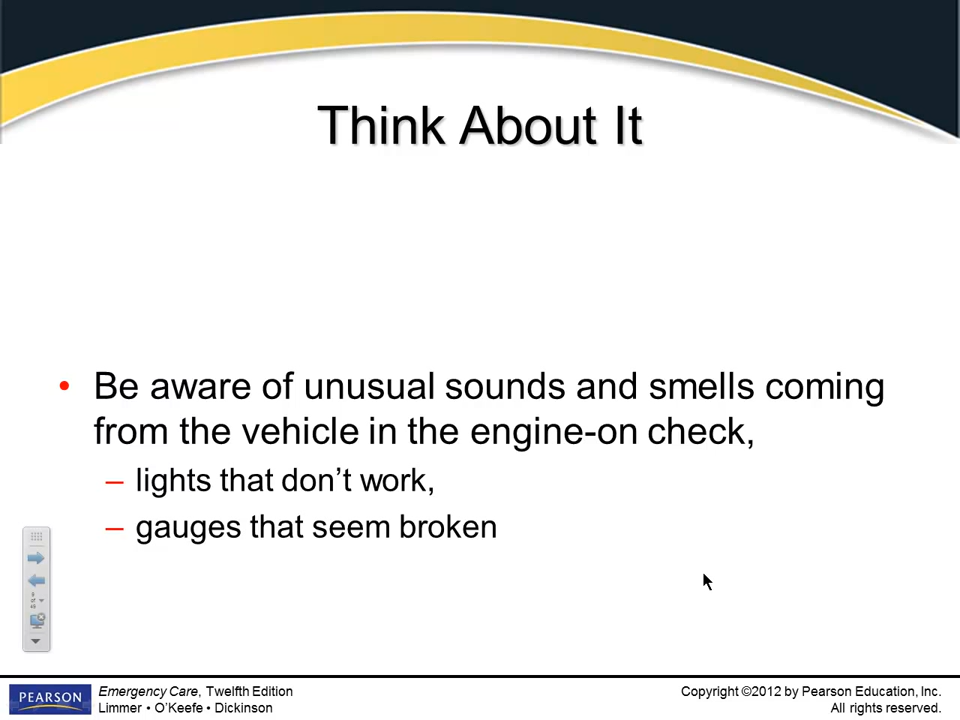 Think About It
• Be aware of unusual sounds and smells coming
from the vehicle in the engine-on check,
– lights that don’t work,
– gauges that seem broken
PEARSON
Emergency Care, Twelfth Edition
Limmer • O’Keefe • Dickinson
Copyright ©2012 by Pearson Education, Inc.
All rights reserved.